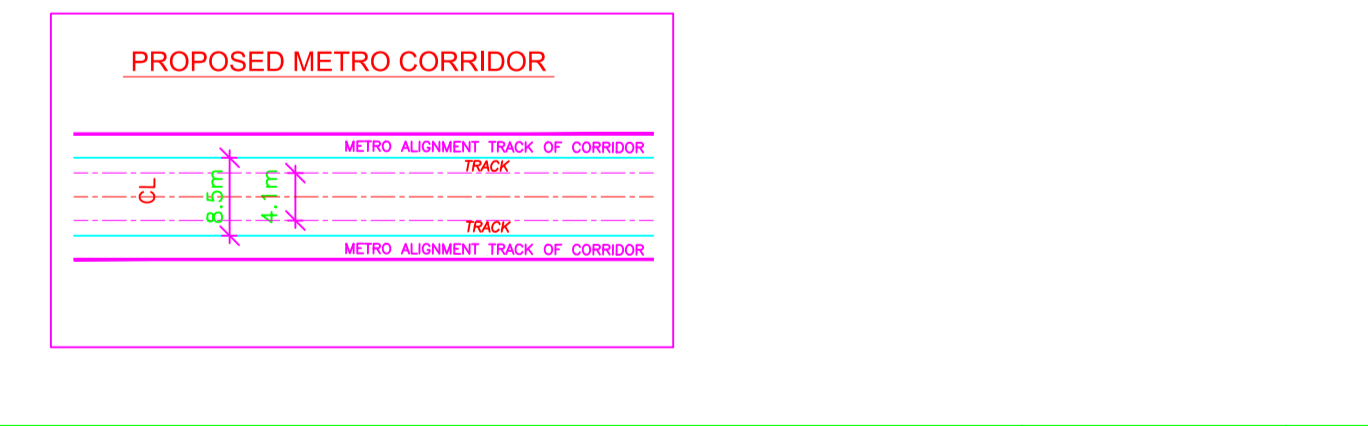 PROPOSED METRO CORRIDOR
METRO ALIGNMENT TRACK OF CORRIDOR
TRACK
CL
8.5m
4.1m
TRACK
METRO ALIGNMENT TRACK OF CORRIDOR